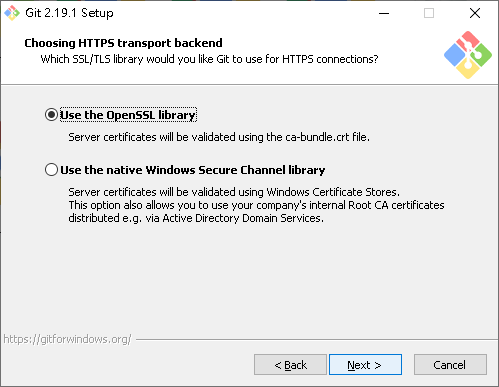 Git 2.19.1 Setup
Choosing HTTPS transport backend
Which SSL/TLS library would you like Git to use for HTTPS connections?
Use the OpenSSL library
Server certificates will be validated using the ca-bundle.crt file.
Use the native Windows Secure Channel library
Server certificates will be validated using Windows Certificate Stores.
This option also allows you to use your company's internal Root CA certificates
distributed e.g. via Active Directory Domain Services.
https://gitforwindows.org/
< Back Next > Cancel